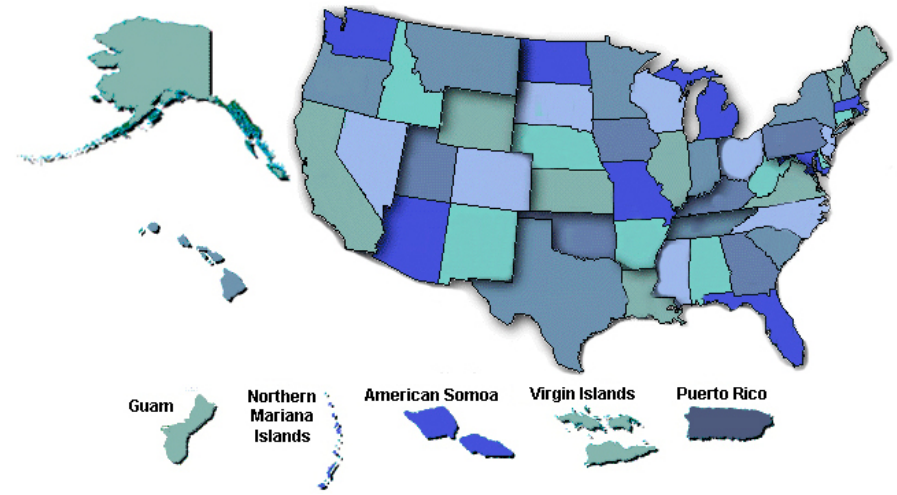 Guam
Northern
Mariana
Islands
American Somoa
Virgin Islands
Puerto Rico